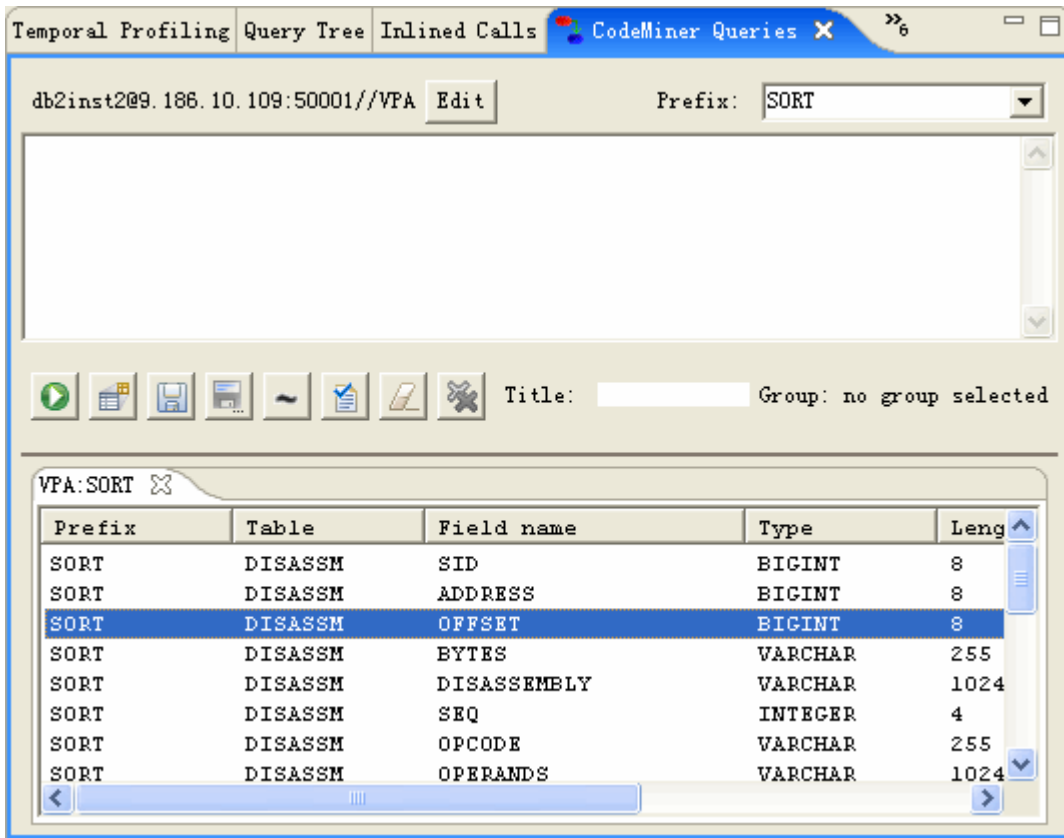 Temporal Profiling Query Tree Inlined Calls CodeMiner Queries »6
db2inst2@9.186.10.109:50001//VPA Edit Prefix: SORT
~ Title: Group: no group selected
VPA:SORT
Prefix Table Field name Type Leng
SORT DISASSM SID BIGINT 8
SORT DISASSM ADDRESS BIGINT 8
SORT DISASSM OFFSET BIGINT 8
SORT DISASSM BYTES VARCHAR 255
SORT DISASSM DISASSEMBLY VARCHAR 1024
SORT DISASSM SEQ INTEGER 4
SORT DISASSM OPCODE VARCHAR 255
SORT DISASSM OPERANDS VARCHAR 1024